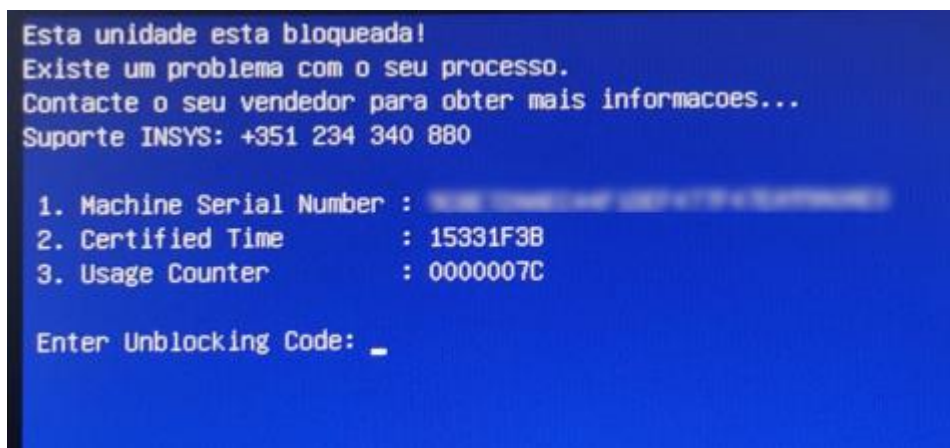 Esta unidade esta bloqueada!
Existe um problema com o seu processo.
Contacte o seu vendedor para obter mais informacoes...
Suporte INSYS: +351 234 340 880
1. Machine Serial Number :
2. Certified Time : 15331F3B
3. Usage Counter : 0000007C
Enter Unblocking Code: _